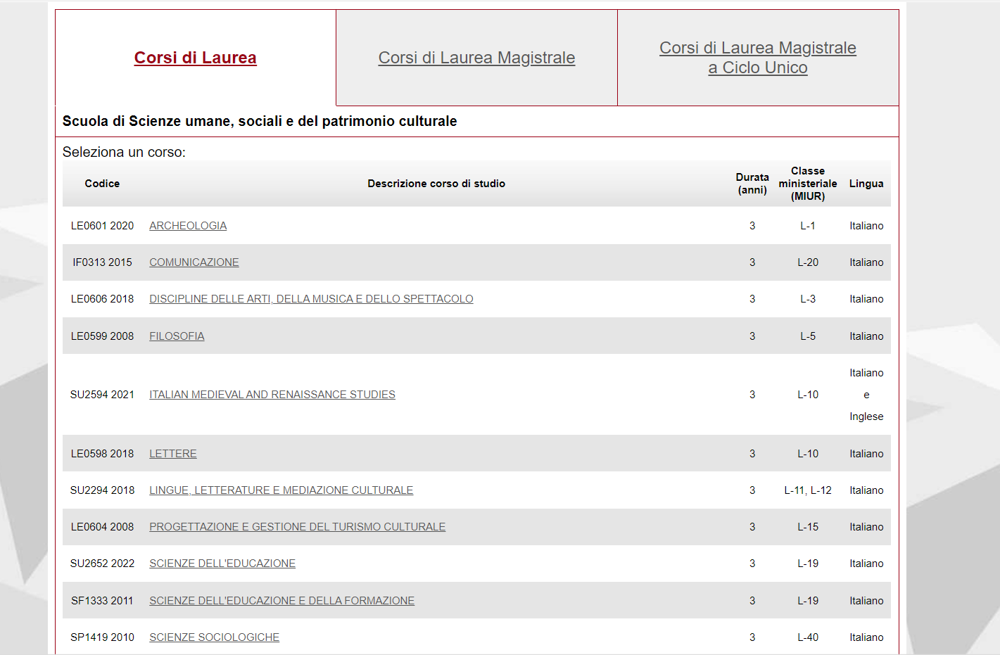 Corsi di Laurea
Corsi di Laurea Magistrale
Corsi di Laurea Magistrale
a Ciclo Unico
Scuola di Scienze umane, sociali e del patrimonio culturale
Seleziona un corso:
Codice Descrizione corso di studio Durata (anni) Classe ministeriale (MIUR) Lingua
LE0601 2020 ARCHEOLOGIA 3 L-1 Italiano
IF0313 2015 COMUNICAZIONE 3 L-20 Italiano
LE0606 2018 DISCIPLINE DELLE ARTI, DELLA MUSICA E DELLO SPETTACOLO 3 L-3 Italiano
LE0599 2008 FILOSOFIA 3 L-5 Italiano
SU2594 2021 ITALIAN MEDIEVAL AND RENAISSANCE STUDIES 3 L-10 Italiano e Inglese
LE0598 2018 LETTERE 3 L-10 Italiano
SU2294 2018 LINGUE, LETTERATURE E MEDIAZIONE CULTURALE 3 L-11, L-12 Italiano
LE0604 2008 PROGETTAZIONE E GESTIONE DEL TURISMO CULTURALE 3 L-15 Italiano
SU2652 2022 SCIENZE DELL'EDUCAZIONE 3 L-19 Italiano
SF1333 2011 SCIENZE DELL'EDUCAZIONE E DELLA FORMAZIONE 3 L-19 Italiano
SP1419 2010 SCIENZE SOCIOLOGICHE 3 L-40 Italiano